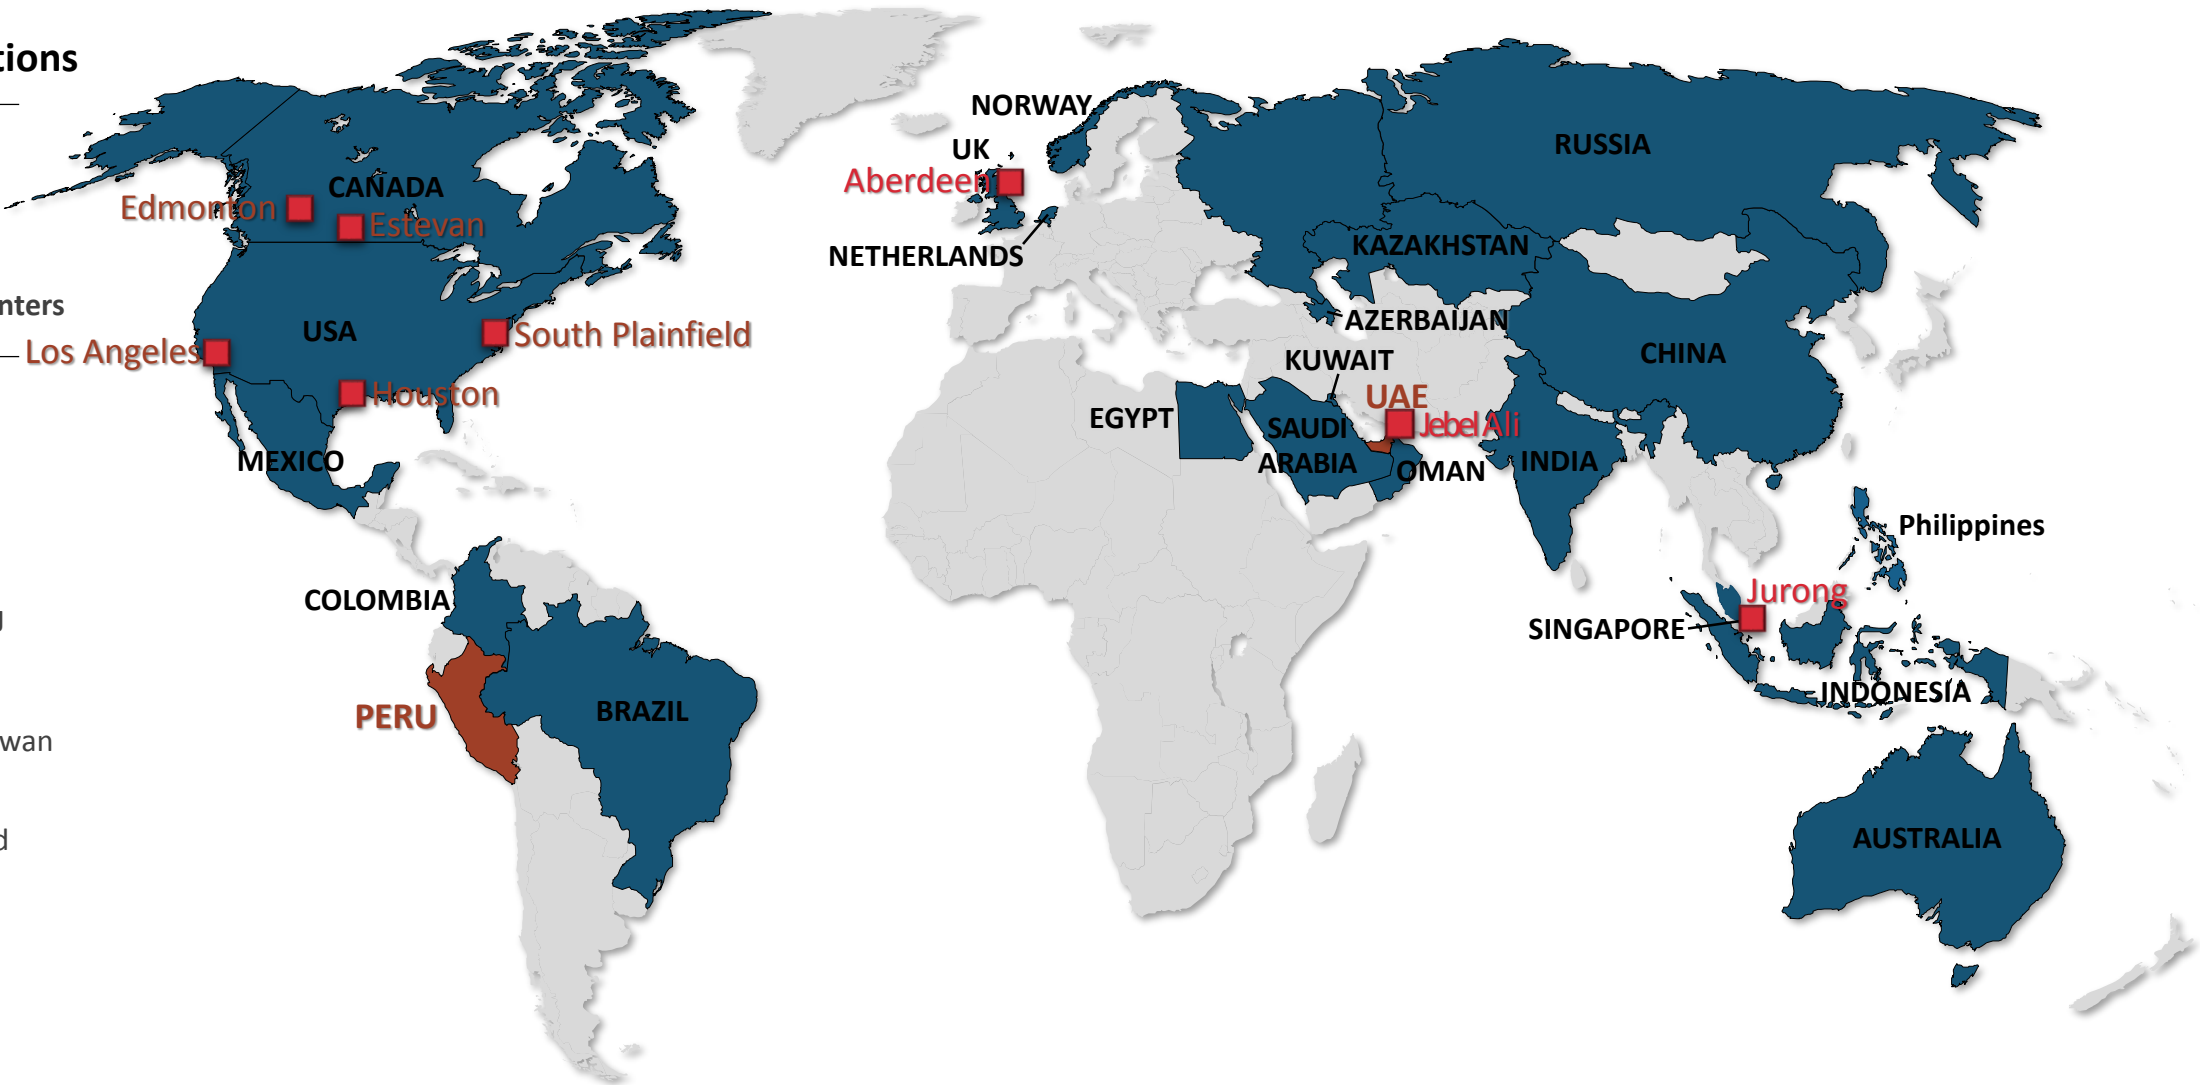 tions
nters
g
wan
d
NORWAY
UK
Aberdeen
NETHERLANDS
RUSSIA
KAZAKHSTAN
AZERBAIJAN
CHINA
KUWAIT
UAE
Jebel Ali
EGYPT
SAUDI
ARABIA
OMAN
INDIA
CANADA
Edmonton
Estevan
USA
South Plainfield
Los Angeles
Houston
MEXICO
COLOMBIA
PERU
BRAZIL
Philippines
Jurong
SINGAPORE
INDONESIA
AUSTRALIA